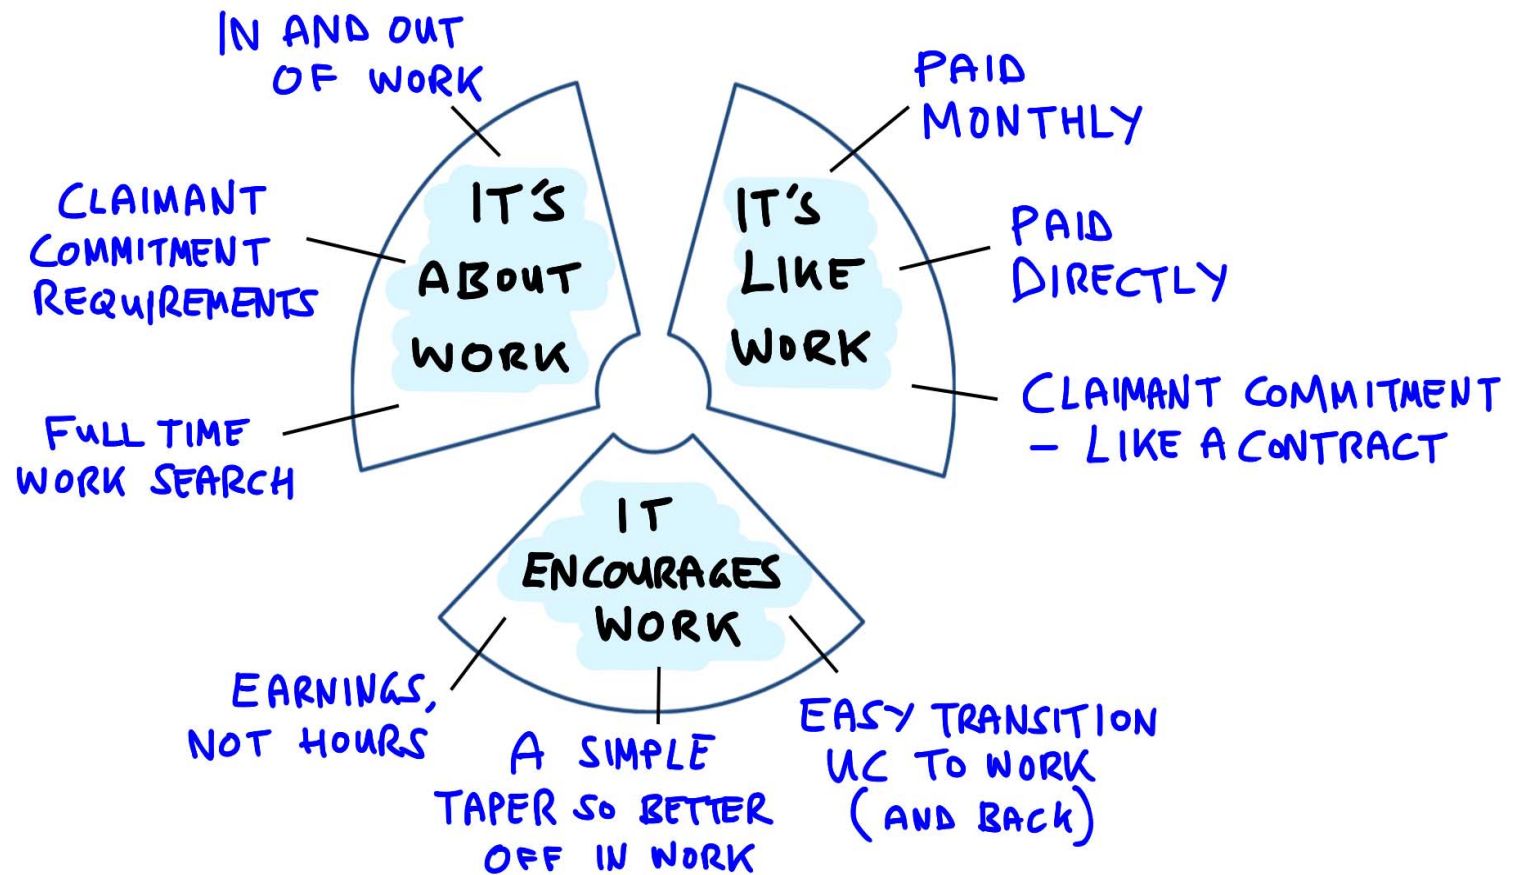 IN AND OUT
OF WORK
CLAIMANT
COMMITMENT
REQUIREMENTS
FULL TIME
WORK SEARCH
IT'S
ABOUT
WORK
PAID
MONTHLY
PAID
DIRECTLY
CLAIMANT COMMITMENT
- LIKE A CONTRACT
IT'S
LIKE
WORK
IT
ENCOURAGES
WORK
EARNINGS,
NOT HOURS
A SIMPLE
TAPER SO BETTER
OFF IN WORK
EASY TRANSITION
UC TO WORK
(AND BACK)